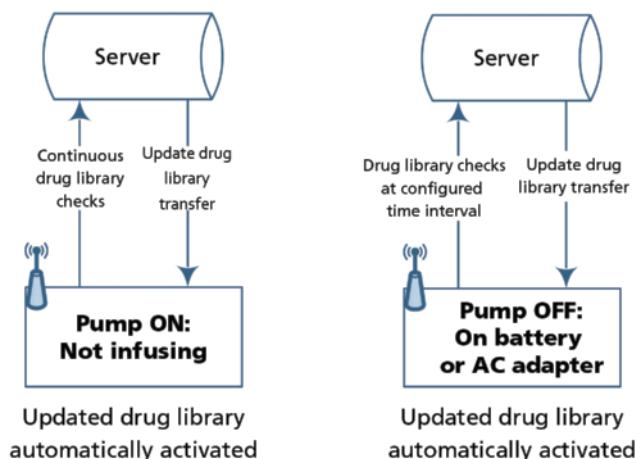 Server
Continuous
drug library
checks
Update drug
library
transfer
Pump ON:
Not infusing
Updated drug library
automatically activated
Server
Drug library checks
at configured
time interval
Update drug
library transfer
Pump OFF:
On battery
or AC adapter
Updated drug library
automatically activated